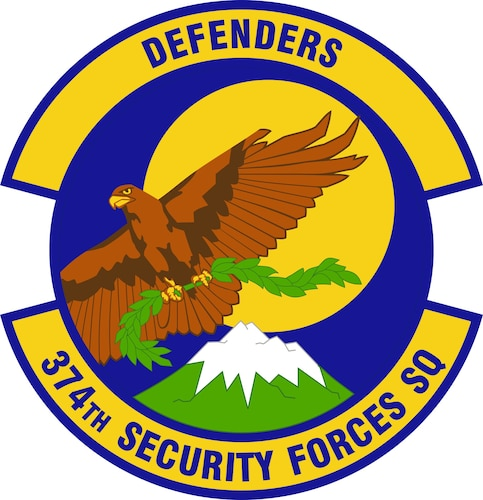 DEFENDERS
374TH SECURITY FORCES SQ